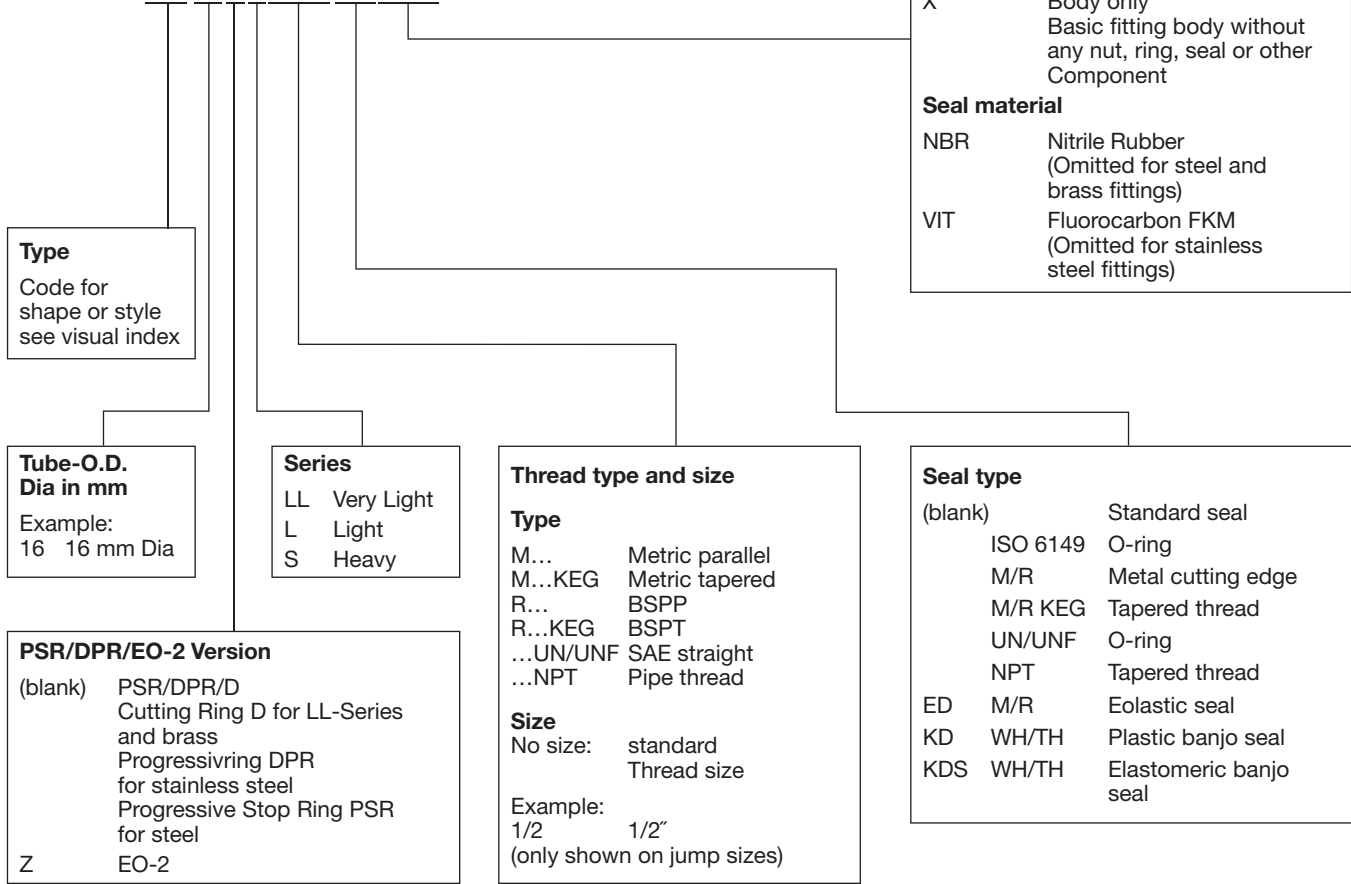 X Body only
Basic fitting body without
any nut, ring, seal or other
Component
Seal material
NBR Nitrile Rubber
(Omitted for steel and
brass fittings)
VIT Fluorocarbon FKM
(Omitted for stainless
steel fittings)
Type
Code for
shape or style
see visual index
Tube-O.D.
Dia in mm
Example:
16 16 mm Dia
Series
LL Very Light
L Light
S Heavy
PSR/DPR/EO-2 Version
(blank) PSR/DPR/D
Cutting Ring D for LL-Series
and brass
Progressivring DPR
for stainless steel
Progressive Stop Ring PSR
for steel
Z EO-2
Thread type and size
Type
M… Metric parallel
M…KEG Metric tapered
R… BSPP
R…KEG BSPT
…UN/UNF SAE straight
…NPT Pipe thread
Size
No size: standard
Thread size
Example:
1/2 1/2″
(only shown on jump sizes)
Seal type
(blank) Standard seal
ISO 6149 O-ring
M/R Metal cutting edge
M/R KEG Tapered thread
UN/UNF O-ring
NPT Tapered thread
ED M/R Eolastic seal
KD WH/TH Plastic banjo seal
KDS WH/TH Elastomeric banjo
seal